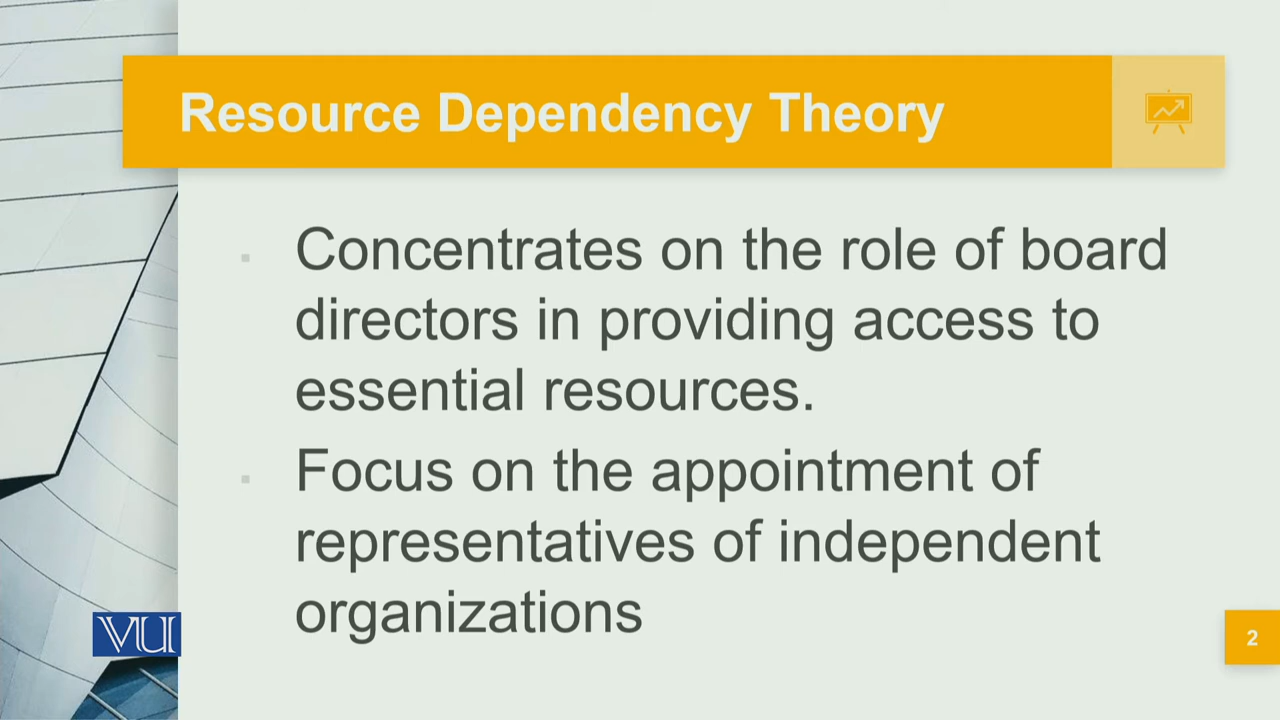 Resource Dependency Theory
Concentrates on the role of board
directors in providing access to
essential resources.
Focus on the appointment of
representatives of independent
organizations
VU
2